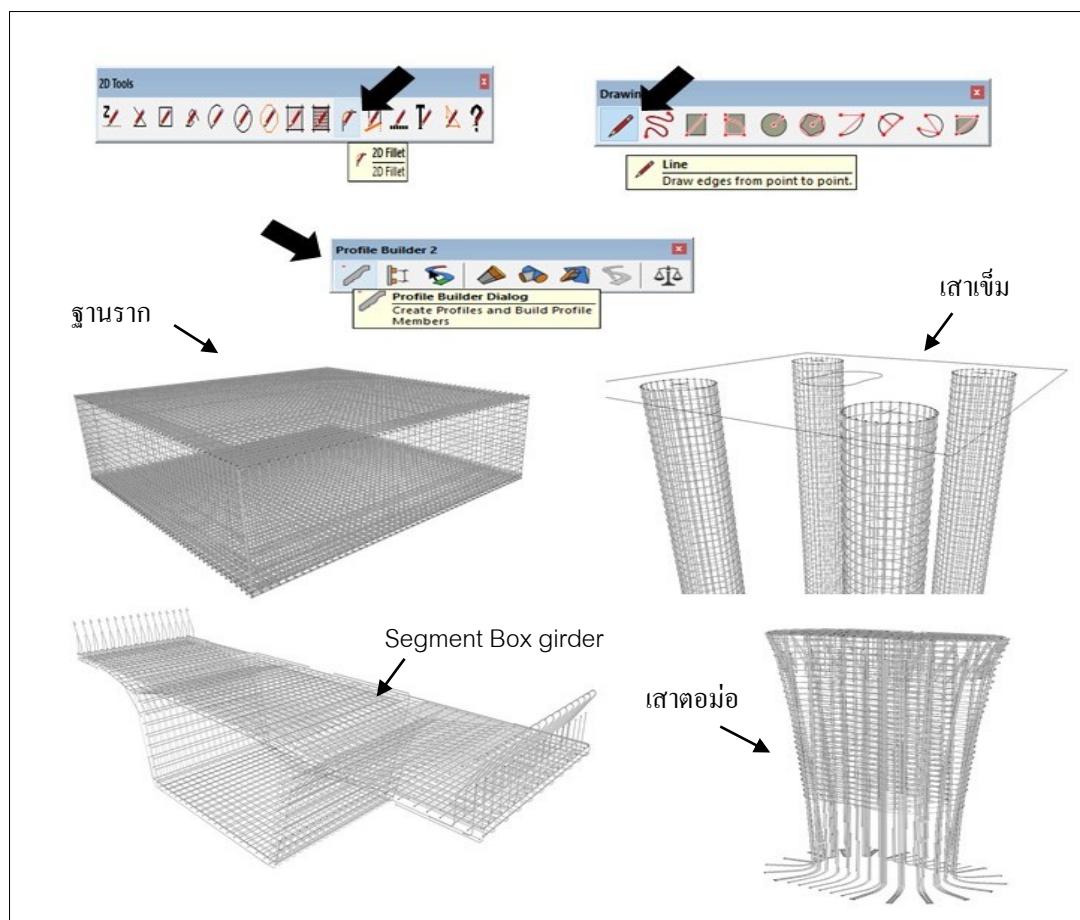 2D Tools
2D Fillet
2D Fillet
Drawin
Line
Draw edges from point to point.
Profile Builder 2
Profile Builder Dialog
Create Profiles and Build Profile
Members
ฐานราก
เสาเข็ม
Segment Box girder
เสาตอม่อ